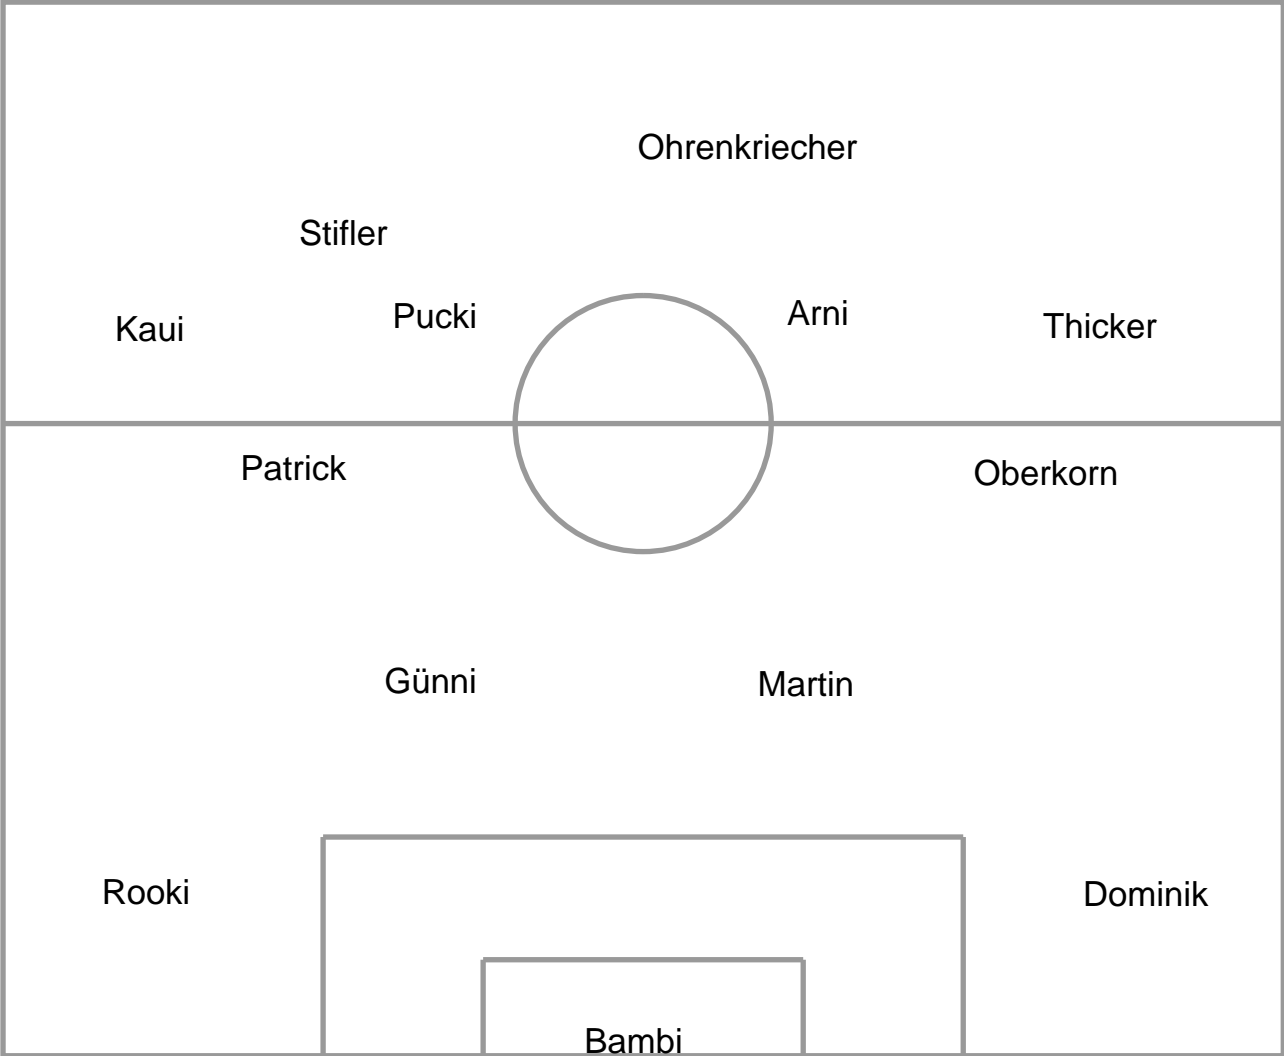 Ohrenkriecher
Stifler
Kaui
Pucki
Arni
Thicker
Patrick
Oberkorn
Günni
Martin
Rooki
Dominik
Bambi